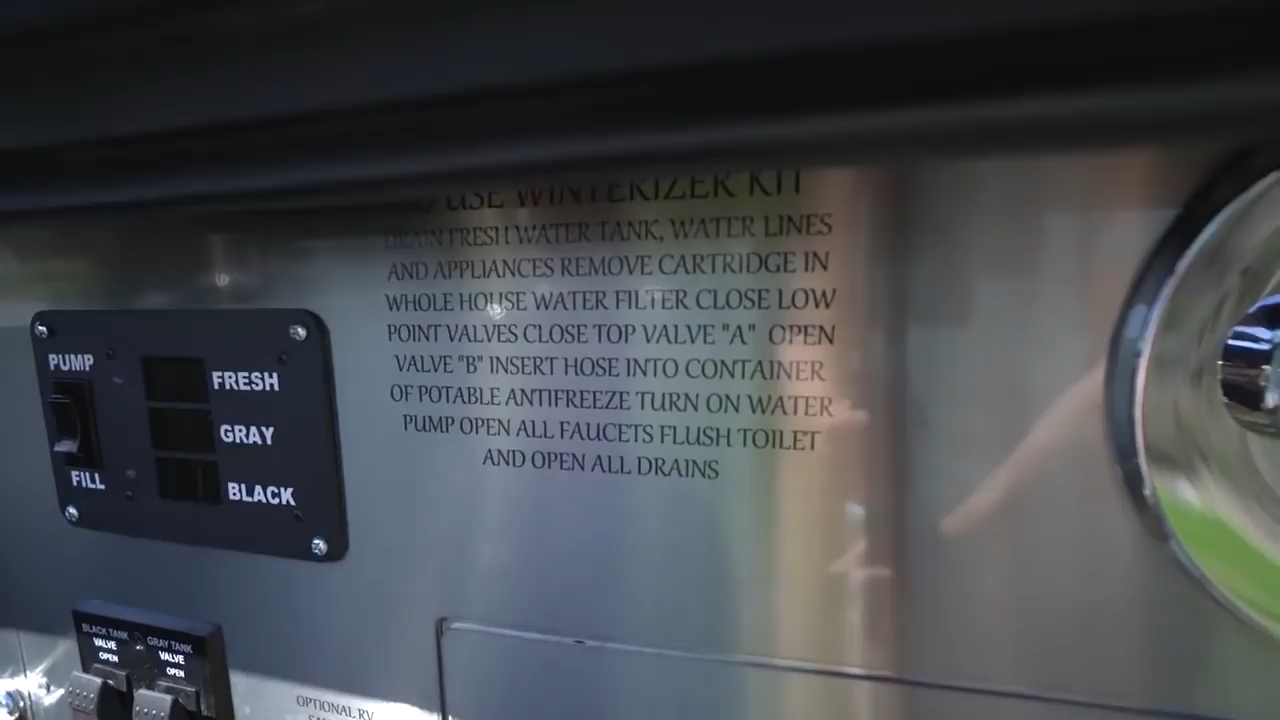 USE WINTERIZER KIT
DRAIN FRESH WATER TANK, WATER LINES
AND APPLIANCES REMOVE CARTRIDGE IN
WHOLE HOUSE WATER FILTER CLOSE LOW
POINT VALVES CLOSE TOP VALVE "A" OPEN
VALVE "B" INSERT HOSE INTO CONTAINER
OF POTABLE ANTIFREEZE TURN ON WATER
PUMP OPEN ALL FAUCETS FLUSH TOILET
AND OPEN ALL DRAINS
PUMP
FILL
FRESH
GRAY
BLACK
BLACK TANK
VALVE
OPEN
GRAY TANK
VALVE
OPEN
OPTIONAL RV